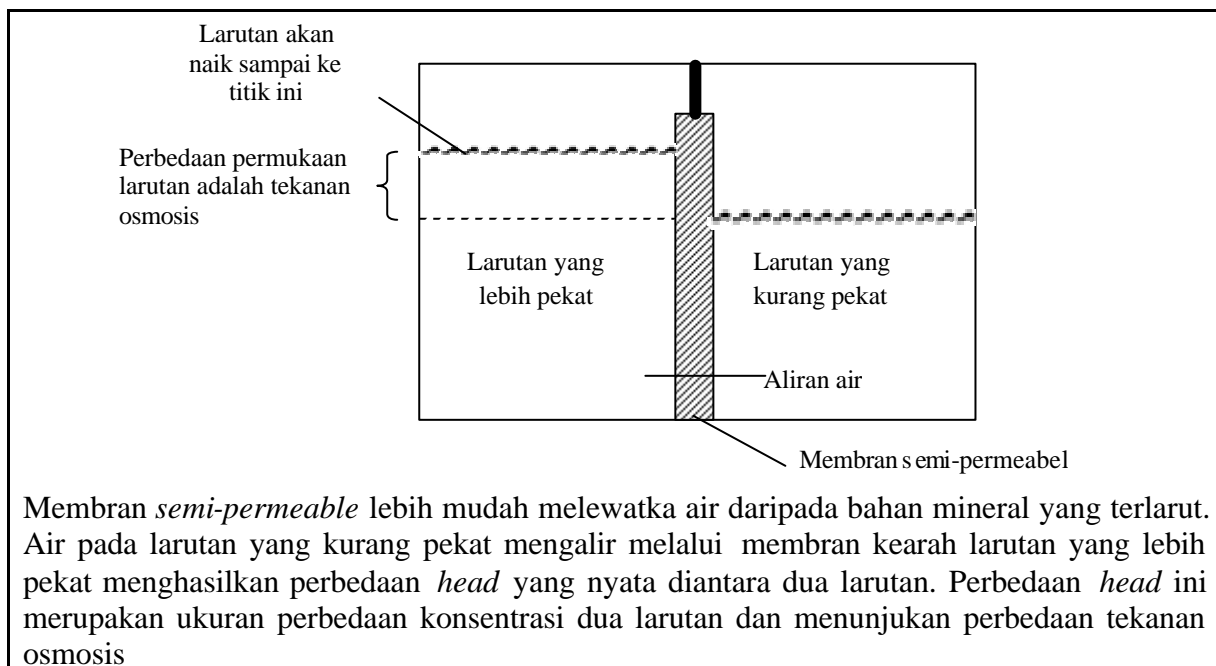 Larutan akan
naik sampai ke
titik ini
Perbedaan permukaan
larutan adalah tekanan
osmosis
Larutan yang
lebih pekat
Larutan yang
kurang pekat
Aliran air
Membran semi-permeabel
Membran semi-permeable lebih mudah melewatka air daripada bahan mineral yang terlarut.
Air pada larutan yang kurang pekat mengalir melalui membran kearah larutan yang lebih
pekat menghasilkan perbedaan head yang nyata diantara dua larutan. Perbedaan head ini
merupakan ukuran perbedaan konsentrasi dua larutan dan menunjukan perbedaan tekanan
osmosis